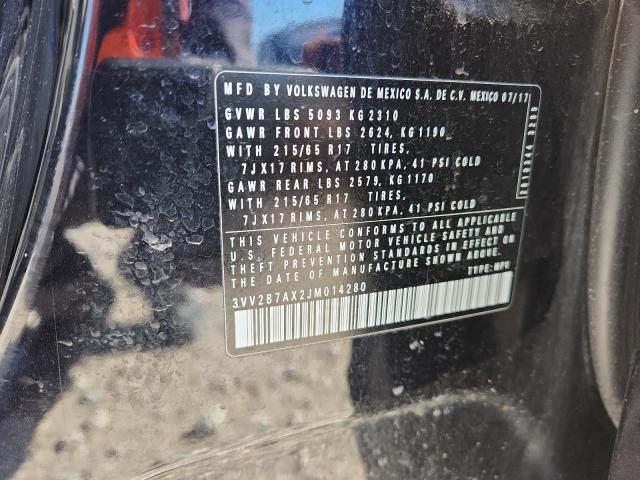 MFD BY VOLKSWAGEN DE MEXICO S.A. DE C.V. MEXICO 07/17
GVWR LBS 5093 KG 2310
GAWR FRONT LBS 2624, KG 1190
WITH 215/65 R17 TIRES,
7JX17 RIMS, AT 280 KPA, 41 PSI COLD
GAWR REAR LBS 2579, KG 1170
WITH 215/65 R17 TIRES,
7JX17 RIMS, AT 280 KPA, 41 PSI COLD
THIS VEHICLE CONFORMS TO ALL APPLICABLE
U.S. FEDERAL MOTOR VEHICLE SAFETY AND
THEFT PREVENTION STANDARDS IN EFFECT ON
THE DATE OF MANUFACTURE SHOWN ABOVE.
3VV2B7AX2JM014280 TYPE: MPV